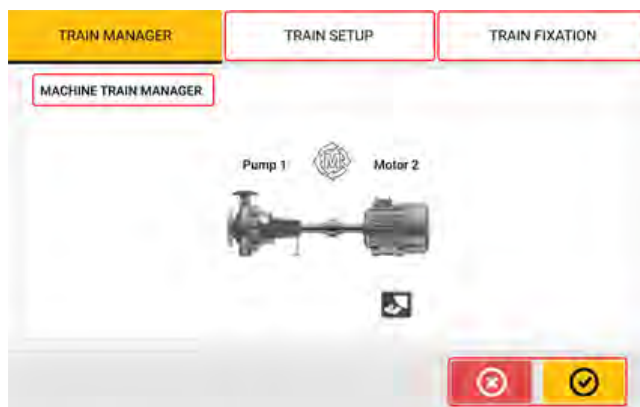 TRAIN MANAGER
TRAIN SETUP
TRAIN FIXATION
MACHINE TRAIN MANAGER
Pump 1
M
Motor 2